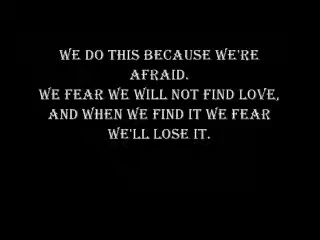 We do this because we're
afraid.
We fear we will not find love,
and when we find it we fear
we'll lose it.